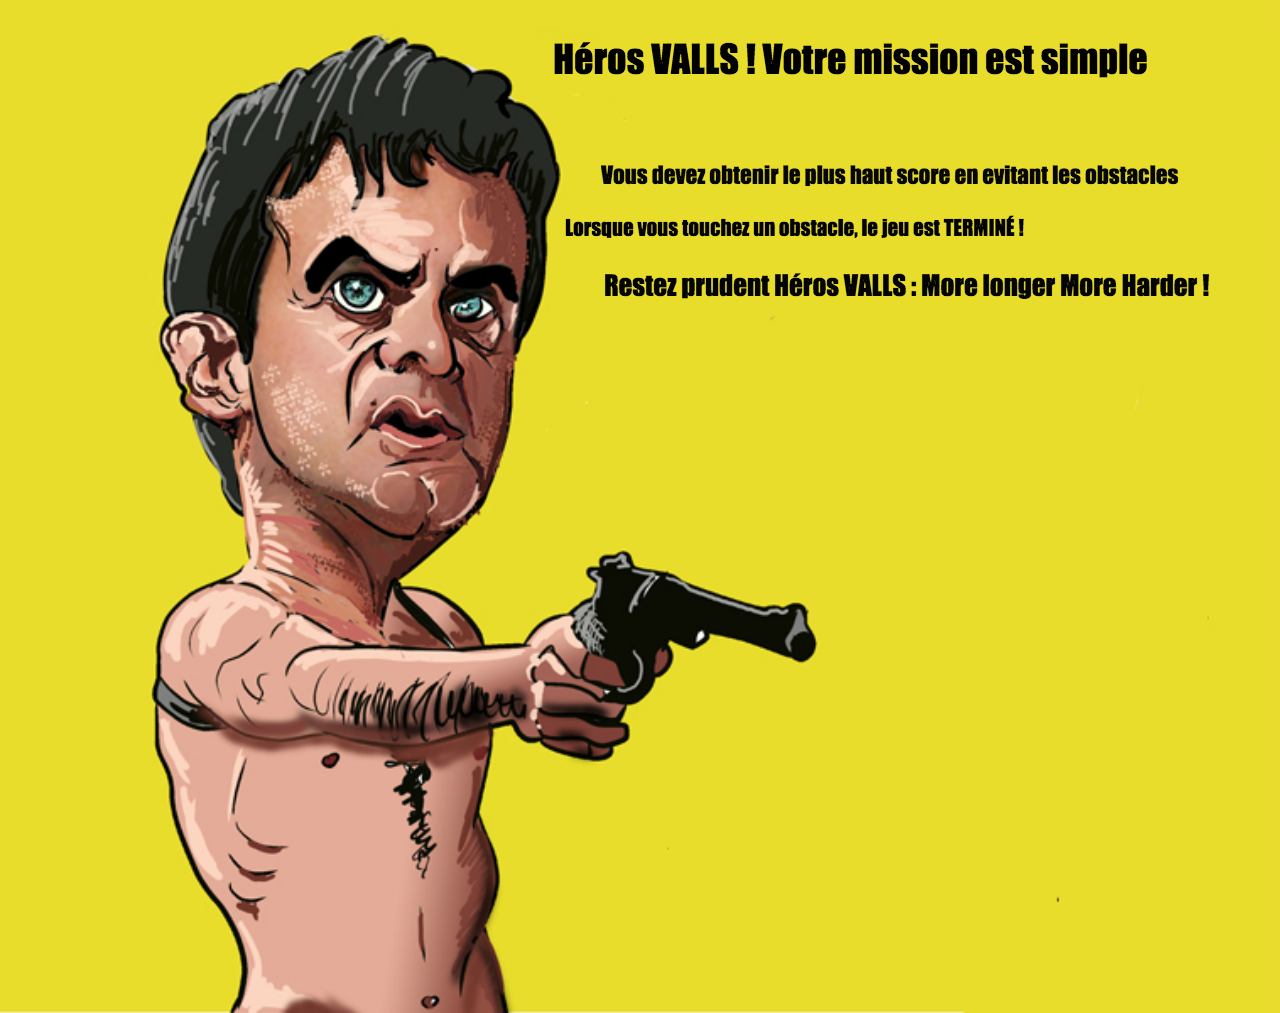 Héros VALLS ! Votre mission est simple
Vous devez obtenir le plus haut score en evitant les obstacles
Lorsque vous touchez un obstacle, le jeu est TERMINÉ !
Restez prudent Héros VALLS : More longer More Harder !